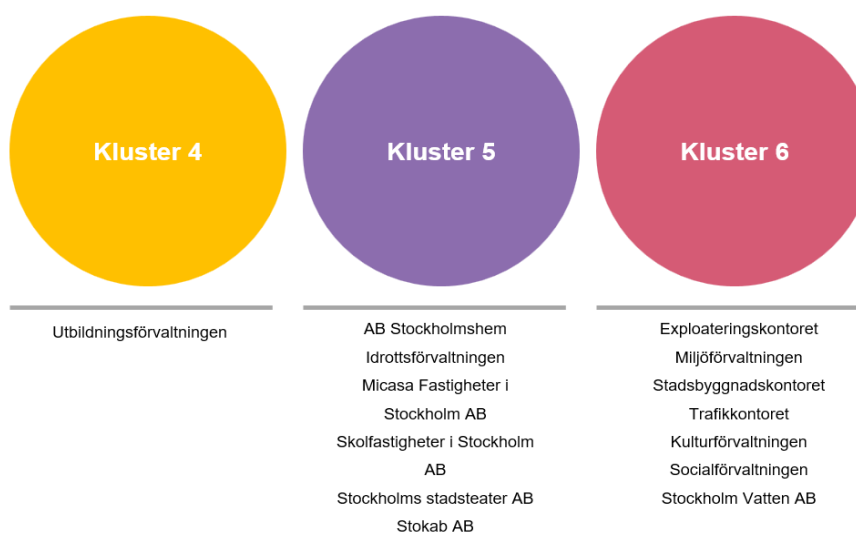 Kluster 4
Kluster 5
Kluster 6
Utbildningsförvaltningen
AB Stockholmshem
Idrottsförvaltningen
Micasa Fastigheter i
Stockholm AB
Skolfastigheter i Stockholm
AB
Stockholms stadsteater AB
Stokab AB
Exploateringskontoret
Miljöförvaltningen
Stadsbyggnadskontoret
Trafikkontoret
Kulturförvaltningen
Socialförvaltningen
Stockholm Vatten AB